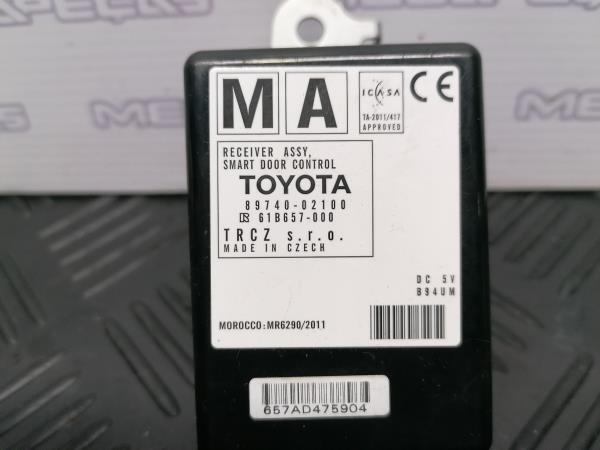 M A
ICASA
TA-2011/417
APPROVED
CE
RECEIVER ASSY,
SMART DOOR CONTROL
TOYOTA
89740-02100
61B657-000
TRCZ s.r.o.
MADE IN CZECH
DC 5V
B94UM
MOROCCO:MR6290/2011
657AD475904